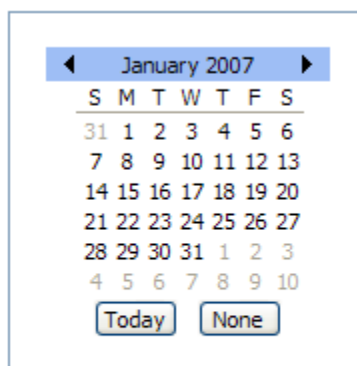 January 2007
S M T W T F S
31 1 2 3 4 5 6
7 8 9 10 11 12 13
14 15 16 17 18 19 20
21 22 23 24 25 26 27
28 29 30 31 1 2 3
4 5 6 7 8 9 10
Today None